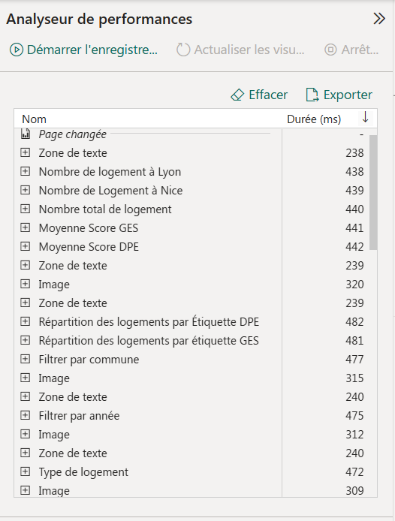 Analyseur de performances
Démarrer l'enregistre... Actualiser les visu... Arrêt...
Effacer Exporter
Nom Durée (ms)
Page changée -
Zone de texte 238
Nombre de logement à Lyon 438
Nombre de Logement à Nice 439
Nombre total de logement 440
Moyenne Score GES 441
Moyenne Score DPE 442
Zone de texte 239
Image 320
Zone de texte 239
Répartition des logements par Étiquette DPE 482
Répartition des logements par étiquette GES 481
Filtrer par commune 477
Image 315
Zone de texte 240
Filtrer par année 475
Image 312
Zone de texte 240
Type de logement 472
Image 309